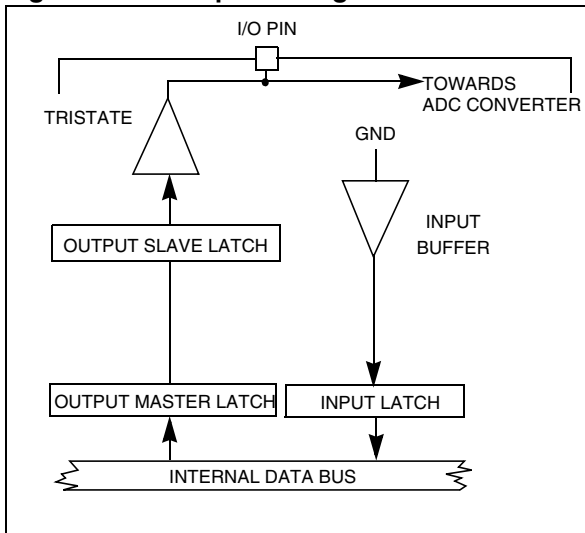 I/O PIN
TOWARDS
ADC CONVERTER
TRISTATE
GND
INPUT
BUFFER
OUTPUT SLAVE LATCH
OUTPUT MASTER LATCH
INPUT LATCH
INTERNAL DATA BUS